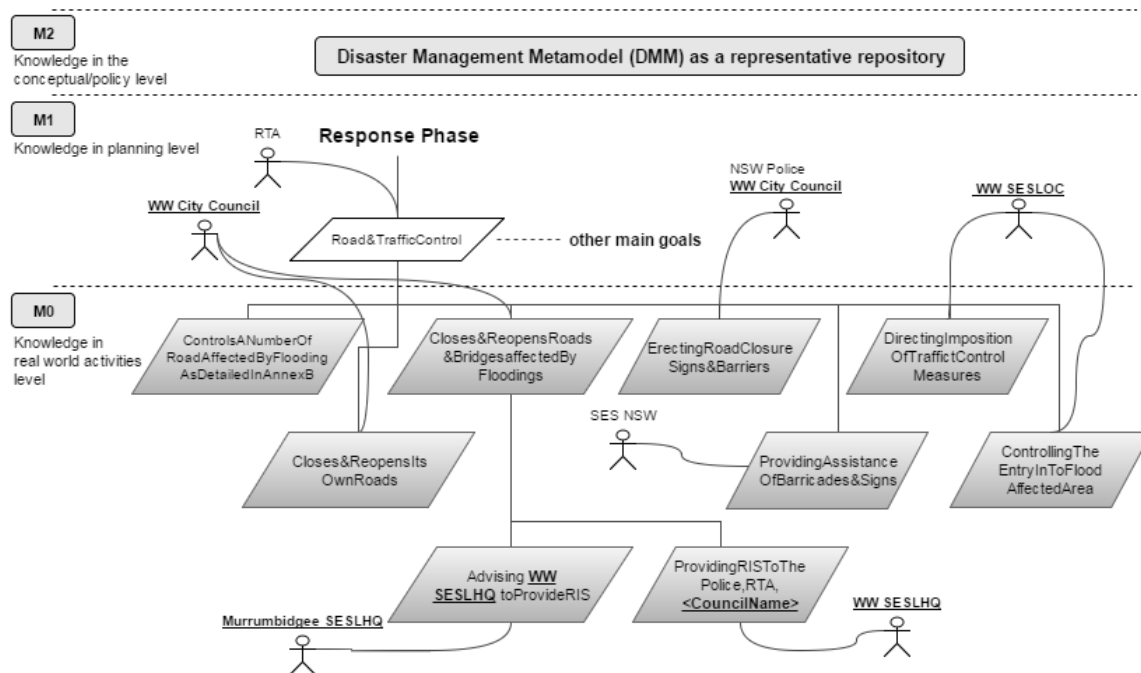 M2
Knowledge in the
conceptual/policy level
Disaster Management Metamodel (DMM) as a representative repository
M1
Knowledge in planning level
RTA
Response Phase
NSW Police
WW City Council
WW SESLOC
WW City Council
Road&TrafficControl
other main goals
M0
Knowledge in
real world activities
level
ControlsANumberOf
RoadAffectedByFlooding
AsDetailedInAnnexB
Closes&ReopensRoads
&BridgesaffectedBy
Floodings
ErectingRoadClosure
Signs&Barriers
DirectingImposition
OfTraffictControl
Measures
SES NSW
Closes&ReopensIts
OwnRoads
ProvidingAssistance
OfBarricades&Signs
ControllingThe
EntryInToFlood
AffectedArea
Advising WW
SESLHQ toProvideRIS
ProvidingRISToThe
Police,RTA,
<CouncilName>
WW SESLHQ
Murrumbidgee SESLHQ